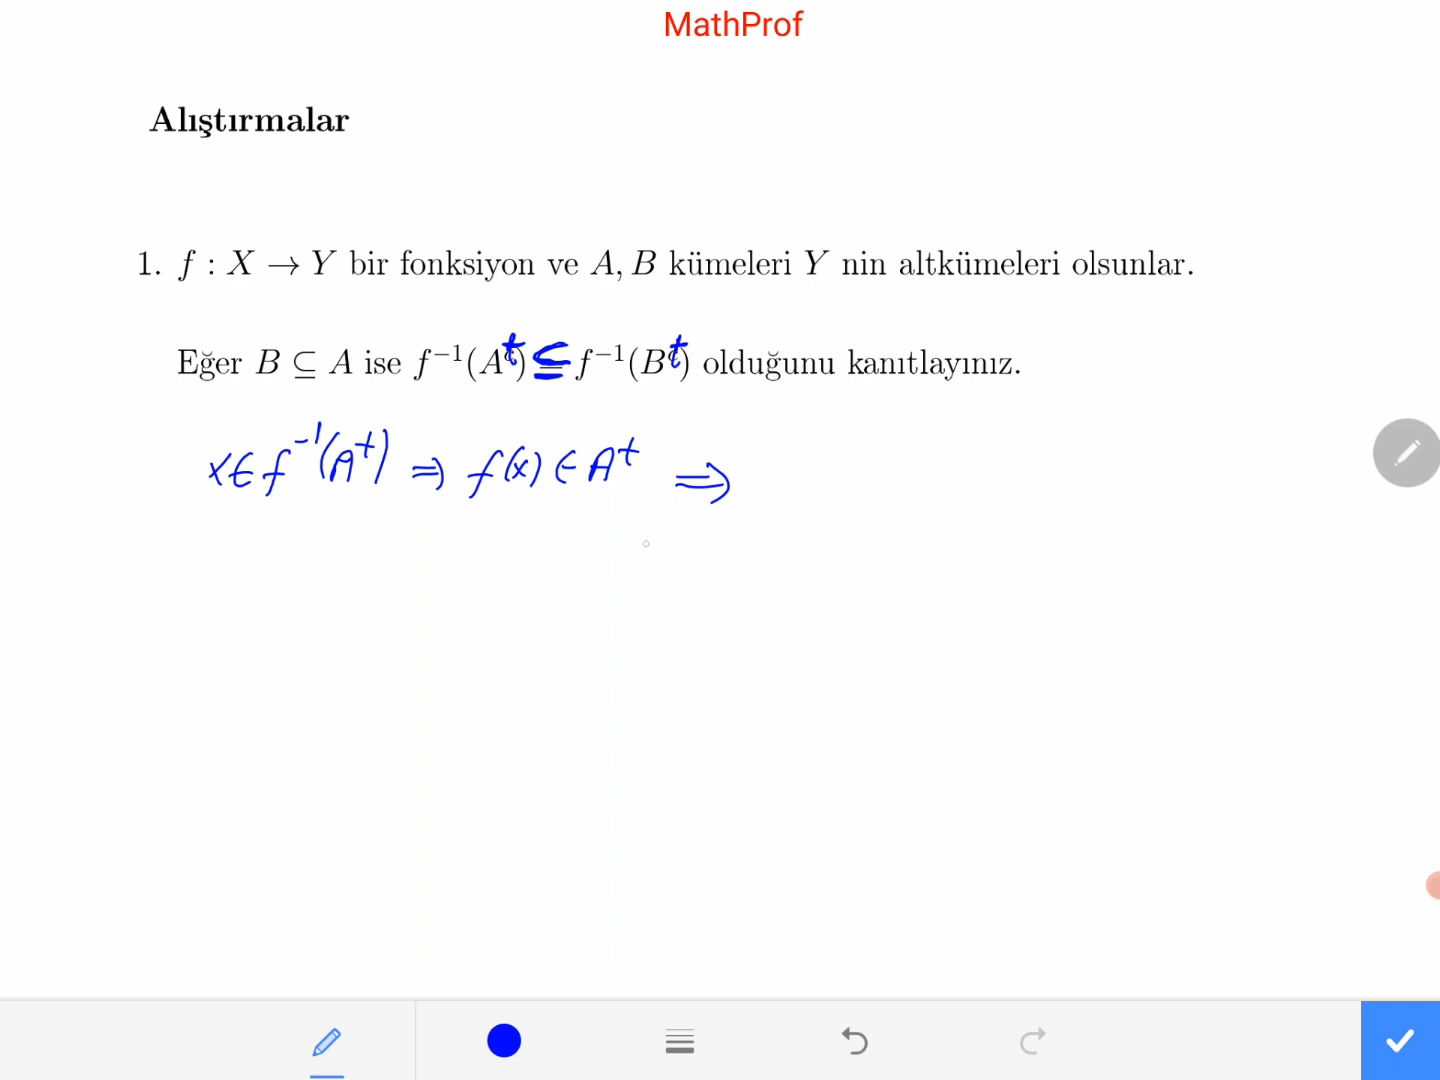 MathProf
Alıştırmalar
1. f : X → Y bir fonksiyon ve A, B kümeleri Y nin altkümeleri olsunlar.
Eğer B ⊆ A ise f⁻¹(Aᵗ) ⊆ f⁻¹(Bᵗ) olduğunu kanıtlayınız.
x ∈ f⁻¹(Aᵗ) ⇒ f(x) ∈ Aᵗ ⇒